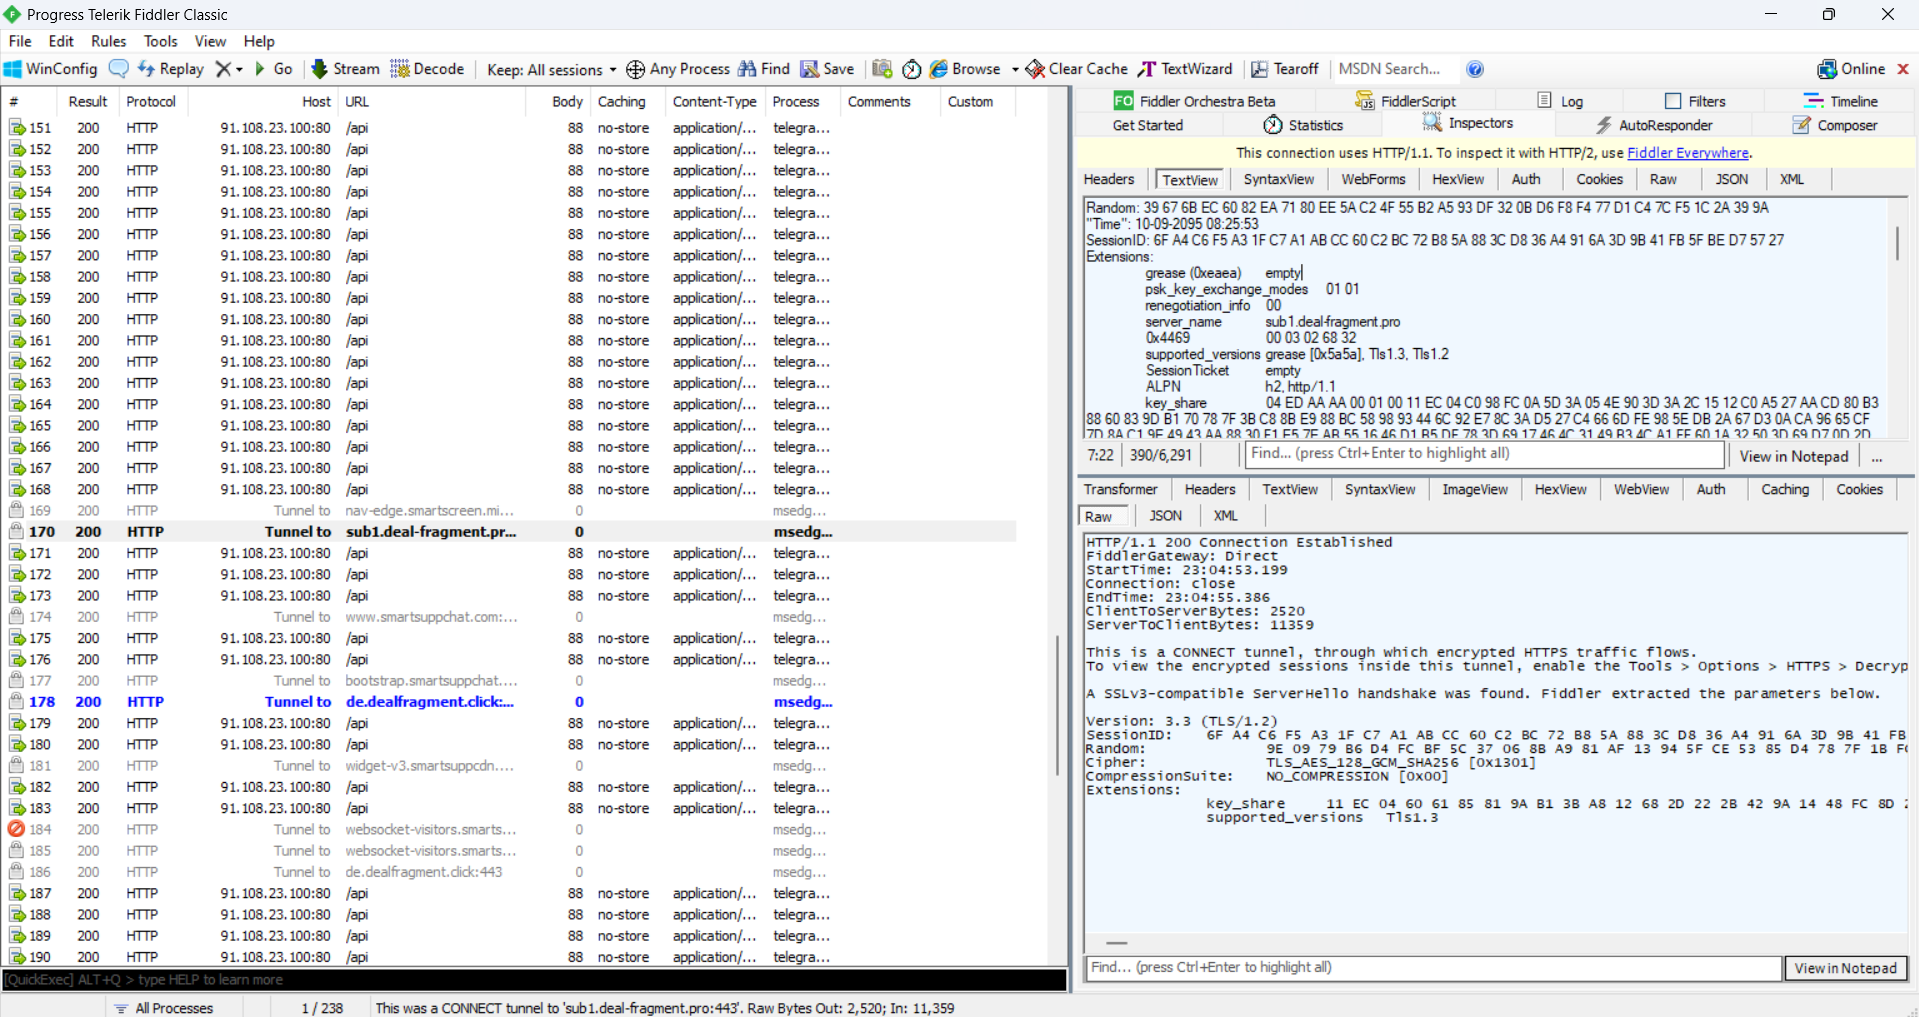 Progress Telerik Fiddler Classic
File Edit Rules Tools View Help
WinConfig Replay Go Stream Decode Keep: All sessions Any Process Find Save Browse Clear Cache TextWizard Tearoff MSDN Search... Online
# Result Protocol Host URL Body Caching Content-Type Process Comments Custom
151 200 HTTP 91.108.23.100:80 /api 88 no-store application/... telegra...
152 200 HTTP 91.108.23.100:80 /api 88 no-store application/... telegra...
153 200 HTTP 91.108.23.100:80 /api 88 no-store application/... telegra...
154 200 HTTP 91.108.23.100:80 /api 88 no-store application/... telegra...
155 200 HTTP 91.108.23.100:80 /api 88 no-store application/... telegra...
156 200 HTTP 91.108.23.100:80 /api 88 no-store application/... telegra...
157 200 HTTP 91.108.23.100:80 /api 88 no-store application/... telegra...
158 200 HTTP 91.108.23.100:80 /api 88 no-store application/... telegra...
159 200 HTTP 91.108.23.100:80 /api 88 no-store application/... telegra...
160 200 HTTP 91.108.23.100:80 /api 88 no-store application/... telegra...
161 200 HTTP 91.108.23.100:80 /api 88 no-store application/... telegra...
162 200 HTTP 91.108.23.100:80 /api 88 no-store application/... telegra...
163 200 HTTP 91.108.23.100:80 /api 88 no-store application/... telegra...
164 200 HTTP 91.108.23.100:80 /api 88 no-store application/... telegra...
165 200 HTTP 91.108.23.100:80 /api 88 no-store application/... telegra...
166 200 HTTP 91.108.23.100:80 /api 88 no-store application/... telegra...
167 200 HTTP 91.108.23.100:80 /api 88 no-store application/... telegra...
168 200 HTTP 91.108.23.100:80 /api 88 no-store application/... telegra...
169 200 HTTP Tunnel to nav-edge.smartscreen.mi... 0 msedg...
170 200 HTTP Tunnel to sub1.deal-fragment.pr... 0 msedg...
171 200 HTTP 91.108.23.100:80 /api 88 no-store application/... telegra...
172 200 HTTP 91.108.23.100:80 /api 88 no-store application/... telegra...
173 200 HTTP 91.108.23.100:80 /api 88 no-store application/... telegra...
174 200 HTTP Tunnel to www.smartsuppchat.com:... 0 msedg...
175 200 HTTP 91.108.23.100:80 /api 88 no-store application/... telegra...
176 200 HTTP 91.108.23.100:80 /api 88 no-store application/... telegra...
177 200 HTTP Tunnel to bootstrap.smartsuppchat.... 0 msedg...
178 200 HTTP Tunnel to de.dealfragment.click:... 0 msedg...
179 200 HTTP 91.108.23.100:80 /api 88 no-store application/... telegra...
180 200 HTTP 91.108.23.100:80 /api 88 no-store application/... telegra...
181 200 HTTP Tunnel to widget-v3.smartsuppcdn.... 0 msedg...
182 200 HTTP 91.108.23.100:80 /api 88 no-store application/... telegra...
183 200 HTTP 91.108.23.100:80 /api 88 no-store application/... telegra...
184 200 HTTP Tunnel to websocket-visitors.smarts... 0 msedg...
185 200 HTTP Tunnel to websocket-visitors.smarts... 0 msedg...
186 200 HTTP Tunnel to de.dealfragment.click:443 0 msedg...
187 200 HTTP 91.108.23.100:80 /api 88 no-store application/... telegra...
188 200 HTTP 91.108.23.100:80 /api 88 no-store application/... telegra...
189 200 HTTP 91.108.23.100:80 /api 88 no-store application/... telegra...
190 200 HTTP 91.108.23.100:80 /api 88 no-store application/... telegra...
[QuickExec] ALT+Q > type HELP to learn more
FO Fiddler Orchestra Beta FiddlerScript Log Filters Timeline
Get Started Statistics Inspectors AutoResponder Composer
This connection uses HTTP/1.1. To inspect it with HTTP/2, use Fiddler Everywhere.
Headers TextView SyntaxView WebForms HexView Auth Cookies Raw JSON XML
Random: 39 67 6B EC 60 82 EA 71 80 EE 5A C2 4F 55 B2 A5 93 DF 32 0B D6 F8 F4 77 D1 C4 7C F5 1C 2A 39 9A
"Time": 10-09-2095 08:25:53
SessionID: 6F A4 C6 F5 A3 1F C7 A1 AB CC 60 C2 BC 72 B8 5A 88 3C D8 36 A4 91 6A 3D 9B 41 FB 5F BE D7 57 27
Extensions:
grease (0xeaea) empty
psk_key_exchange_modes 01 01
renegotiation_info 00
server_name sub1.deal-fragment.pro
0x4469 00 03 02 68 32
supported_versions grease [0x5a5a], Tls1.3, Tls1.2
SessionTicket empty
ALPN h2, http/1.1
key_share 04 ED AA AA 00 01 00 11 EC 04 C0 98 FC 0A 5D 3A 05 4E 90 3D 3A 2C 15 12 C0 A5 27 AA CD 80 B3
88 60 83 9D B1 70 78 7F 3B C8 8B E9 88 BC 58 98 93 44 6C 92 E7 8C 3A D5 27 C4 66 6D FE 98 5E DB 2A 67 D3 0A CA 96 65 CF
7D 8A C1 9F 49 43 AA 88 30 F1 F5 7F AB 55 16 46 D1 B5 DF 78 3D 69 17 46 4C 31 49 B3 4C A1 FF 60 1A 32 50 3D 69 D7 0D 2D
7:22 390/6,291 Find... (press Ctrl+Enter to highlight all) View in Notepad ...
Transformer Headers TextView SyntaxView ImageView HexView WebView Auth Caching Cookies
Raw JSON XML
HTTP/1.1 200 Connection Established
FiddlerGateway: Direct
StartTime: 23:04:53.199
Connection: close
EndTime: 23:04:55.386
ClientToServerBytes: 2520
ServerToClientBytes: 11359
This is a CONNECT tunnel, through which encrypted HTTPS traffic flows.
To view the encrypted sessions inside this tunnel, enable the Tools > Options > HTTPS > Decryp
A SSLv3-compatible ServerHello handshake was found. Fiddler extracted the parameters below.
Version: 3.3 (TLS/1.2)
SessionID: 6F A4 C6 F5 A3 1F C7 A1 AB CC 60 C2 BC 72 B8 5A 88 3C D8 36 A4 91 6A 3D 9B 41 FB
Random: 9E 09 79 B6 D4 FC BF 5C 37 06 8B A9 81 AF 13 94 5F CE 53 85 D4 78 7F 1B
Cipher: TLS_AES_128_GCM_SHA256 [0x1301]
CompressionSuite: NO_COMPRESSION [0x00]
Extensions:
key_share 11 EC 04 60 61 85 81 9A B1 3B A8 12 68 2D 22 2B 42 9A 14 48 FC 8D
supported_versions Tls1.3
Find... (press Ctrl+Enter to highlight all) View in Notepad
All Processes 1 / 238 This was a CONNECT tunnel to 'sub1.deal-fragment.pro:443'. Raw Bytes Out: 2,520; In: 11,359